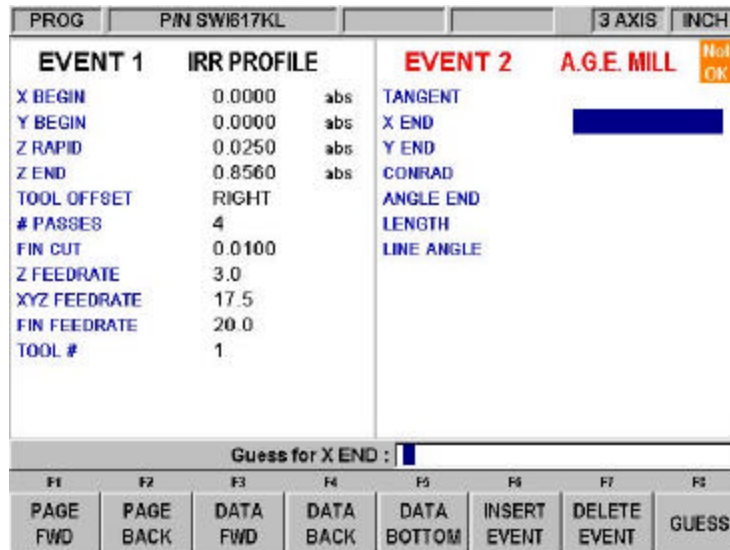 PROG P/N SWI617KL 3 AXIS INCH
EVENT 1 IRR PROFILE
X BEGIN 0.0000 abs
Y BEGIN 0.0000 abs
Z RAPID 0.0250 abs
Z END 0.8560 abs
TOOL OFFSET RIGHT
# PASSES 4
FIN CUT 0.0100
Z FEEDRATE 3.0
XYZ FEEDRATE 17.5
FIN FEEDRATE 20.0
TOOL # 1
EVENT 2 A.G.E. MILL
Not
OK
TANGENT
X END
Y END
CONRAD
ANGLE END
LENGTH
LINE ANGLE
Guess for X END :
F1 F2 F3 F4 F5 F6 F7 F8
PAGE FWD
PAGE BACK
DATA FWD
DATA BACK
DATA BOTTOM
INSERT EVENT
DELETE EVENT
GUESS